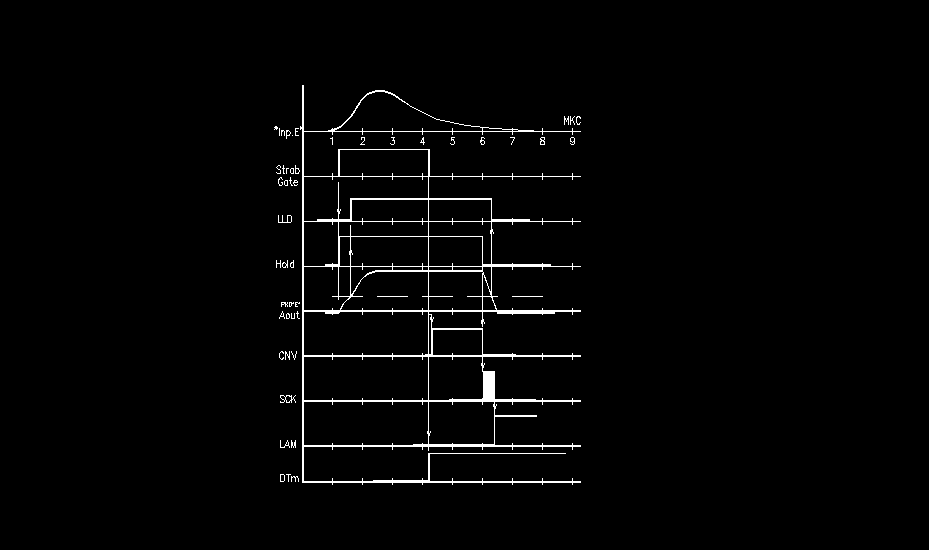 MKC
"Inp.E"
1 2 3 4 5 6 7 8 9
Strab
Gate
LLD
Hold
PKD"E"
Aout
CNV
SCK
LAM
DTm